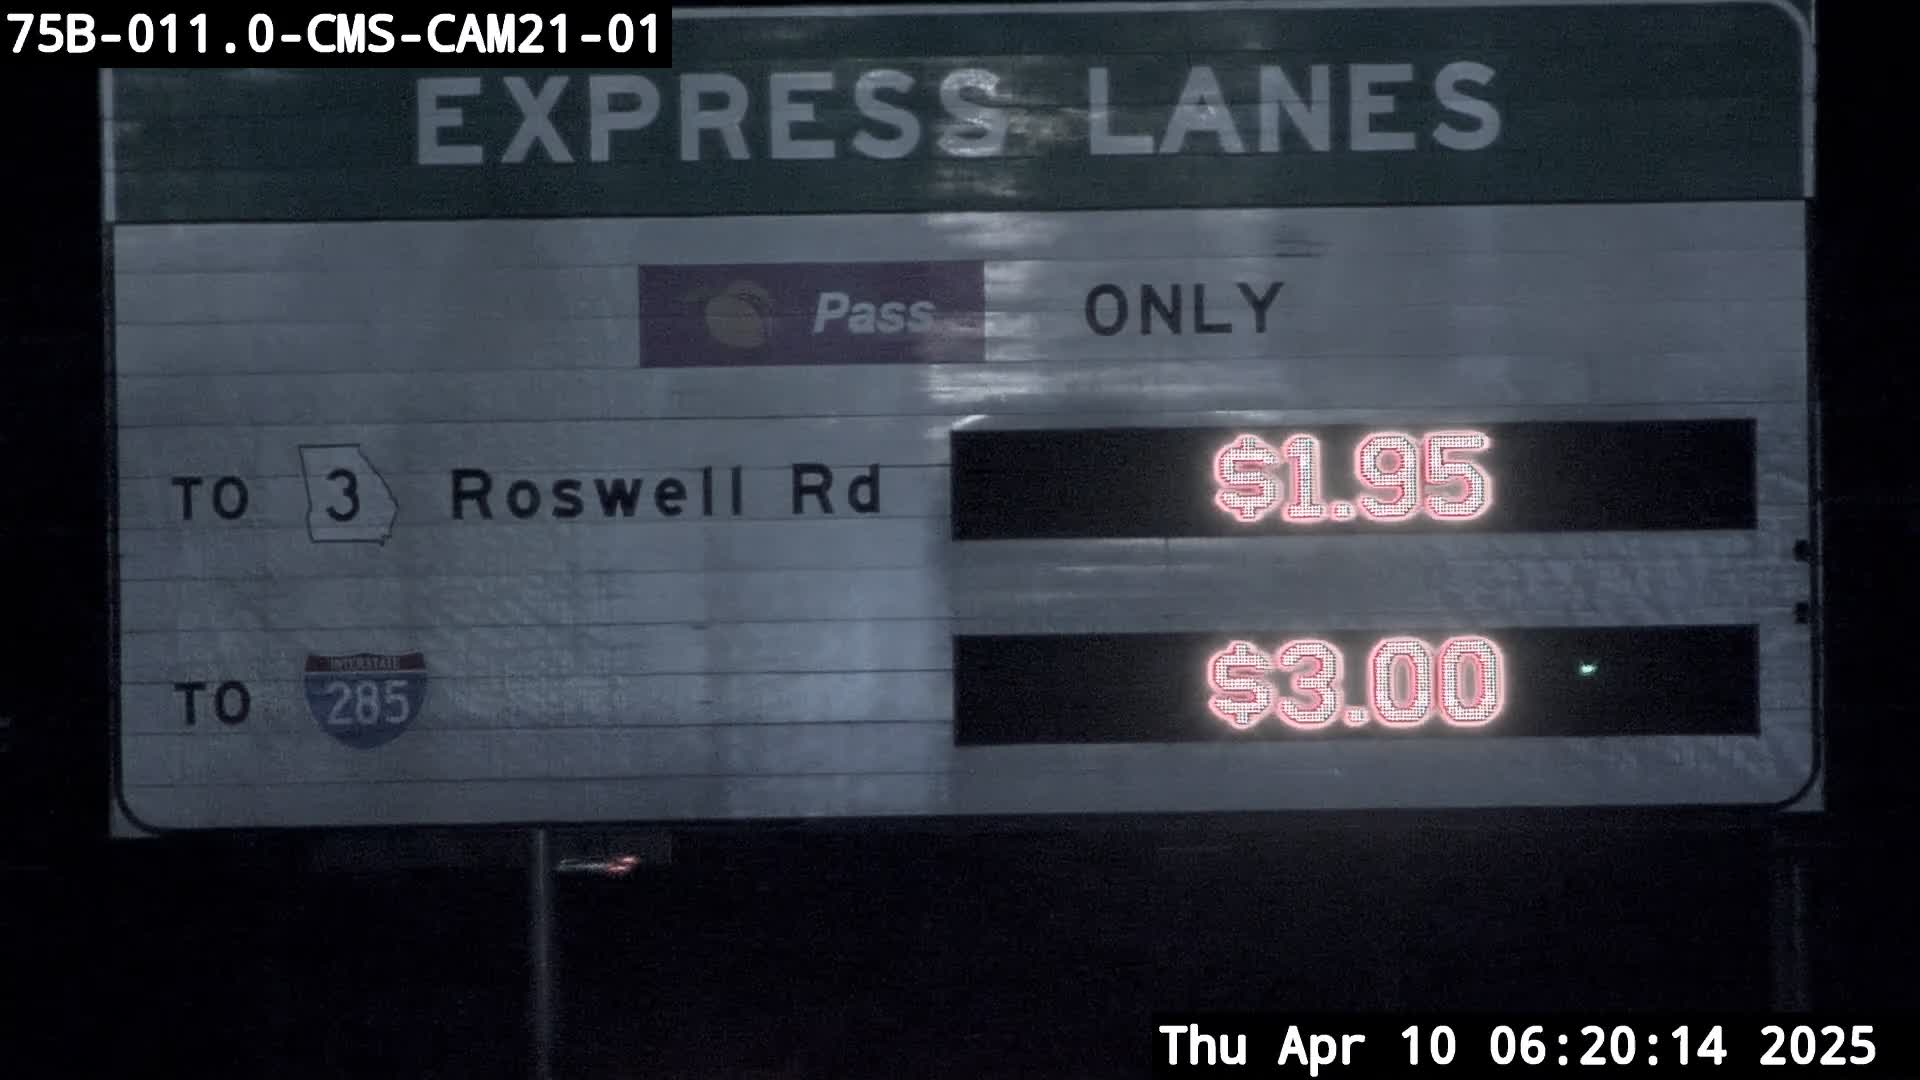 75B-011.0-CMS-CAM21-01
EXPRESS LANES
Pass ONLY
TO 3 Roswell Rd $1.95
TO INTERSTATE 285 $3.00
Thu Apr 10 06:20:14 2025